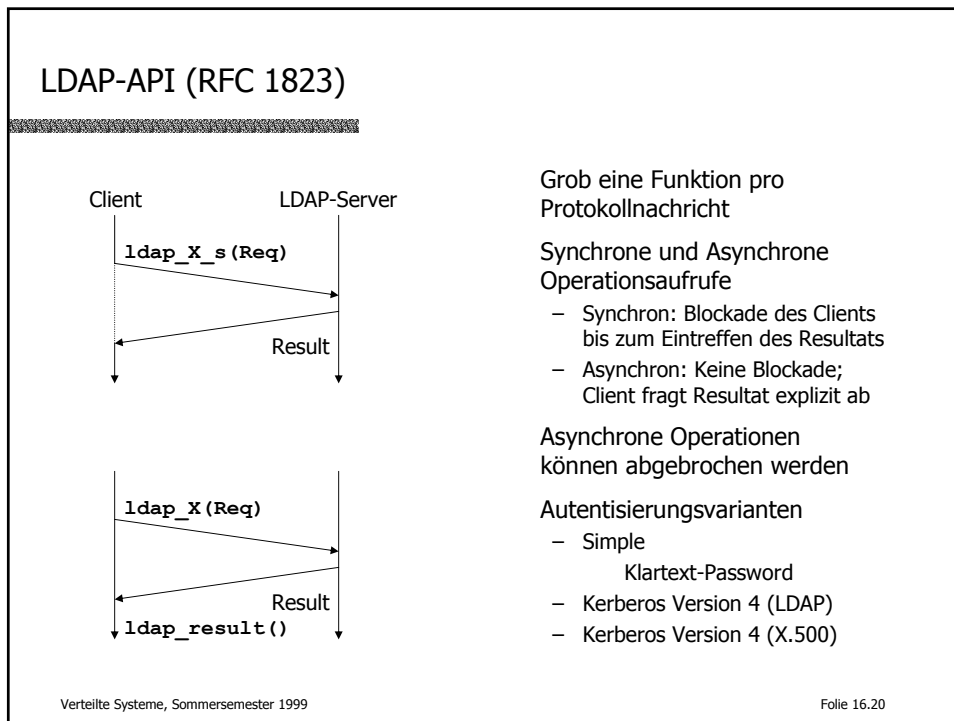 LDAP-API (RFC 1823)
Client
LDAP-Server
ldap_X_s(Req)
Result
ldap_X(Req)
Result
ldap_result()
Grob eine Funktion pro
Protokollnachricht
Synchrone und Asynchrone
Operationsaufrufe
– Synchron: Blockade des Clients
bis zum Eintreffen des Resultats
– Asynchron: Keine Blockade;
Client fragt Resultat explizit ab
Asynchrone Operationen
können abgebrochen werden
Autentisierungsvarianten
– Simple
Klartext-Password
– Kerberos Version 4 (LDAP)
– Kerberos Version 4 (X.500)
Verteilte Systeme, Sommersemester 1999
Folie 16.20